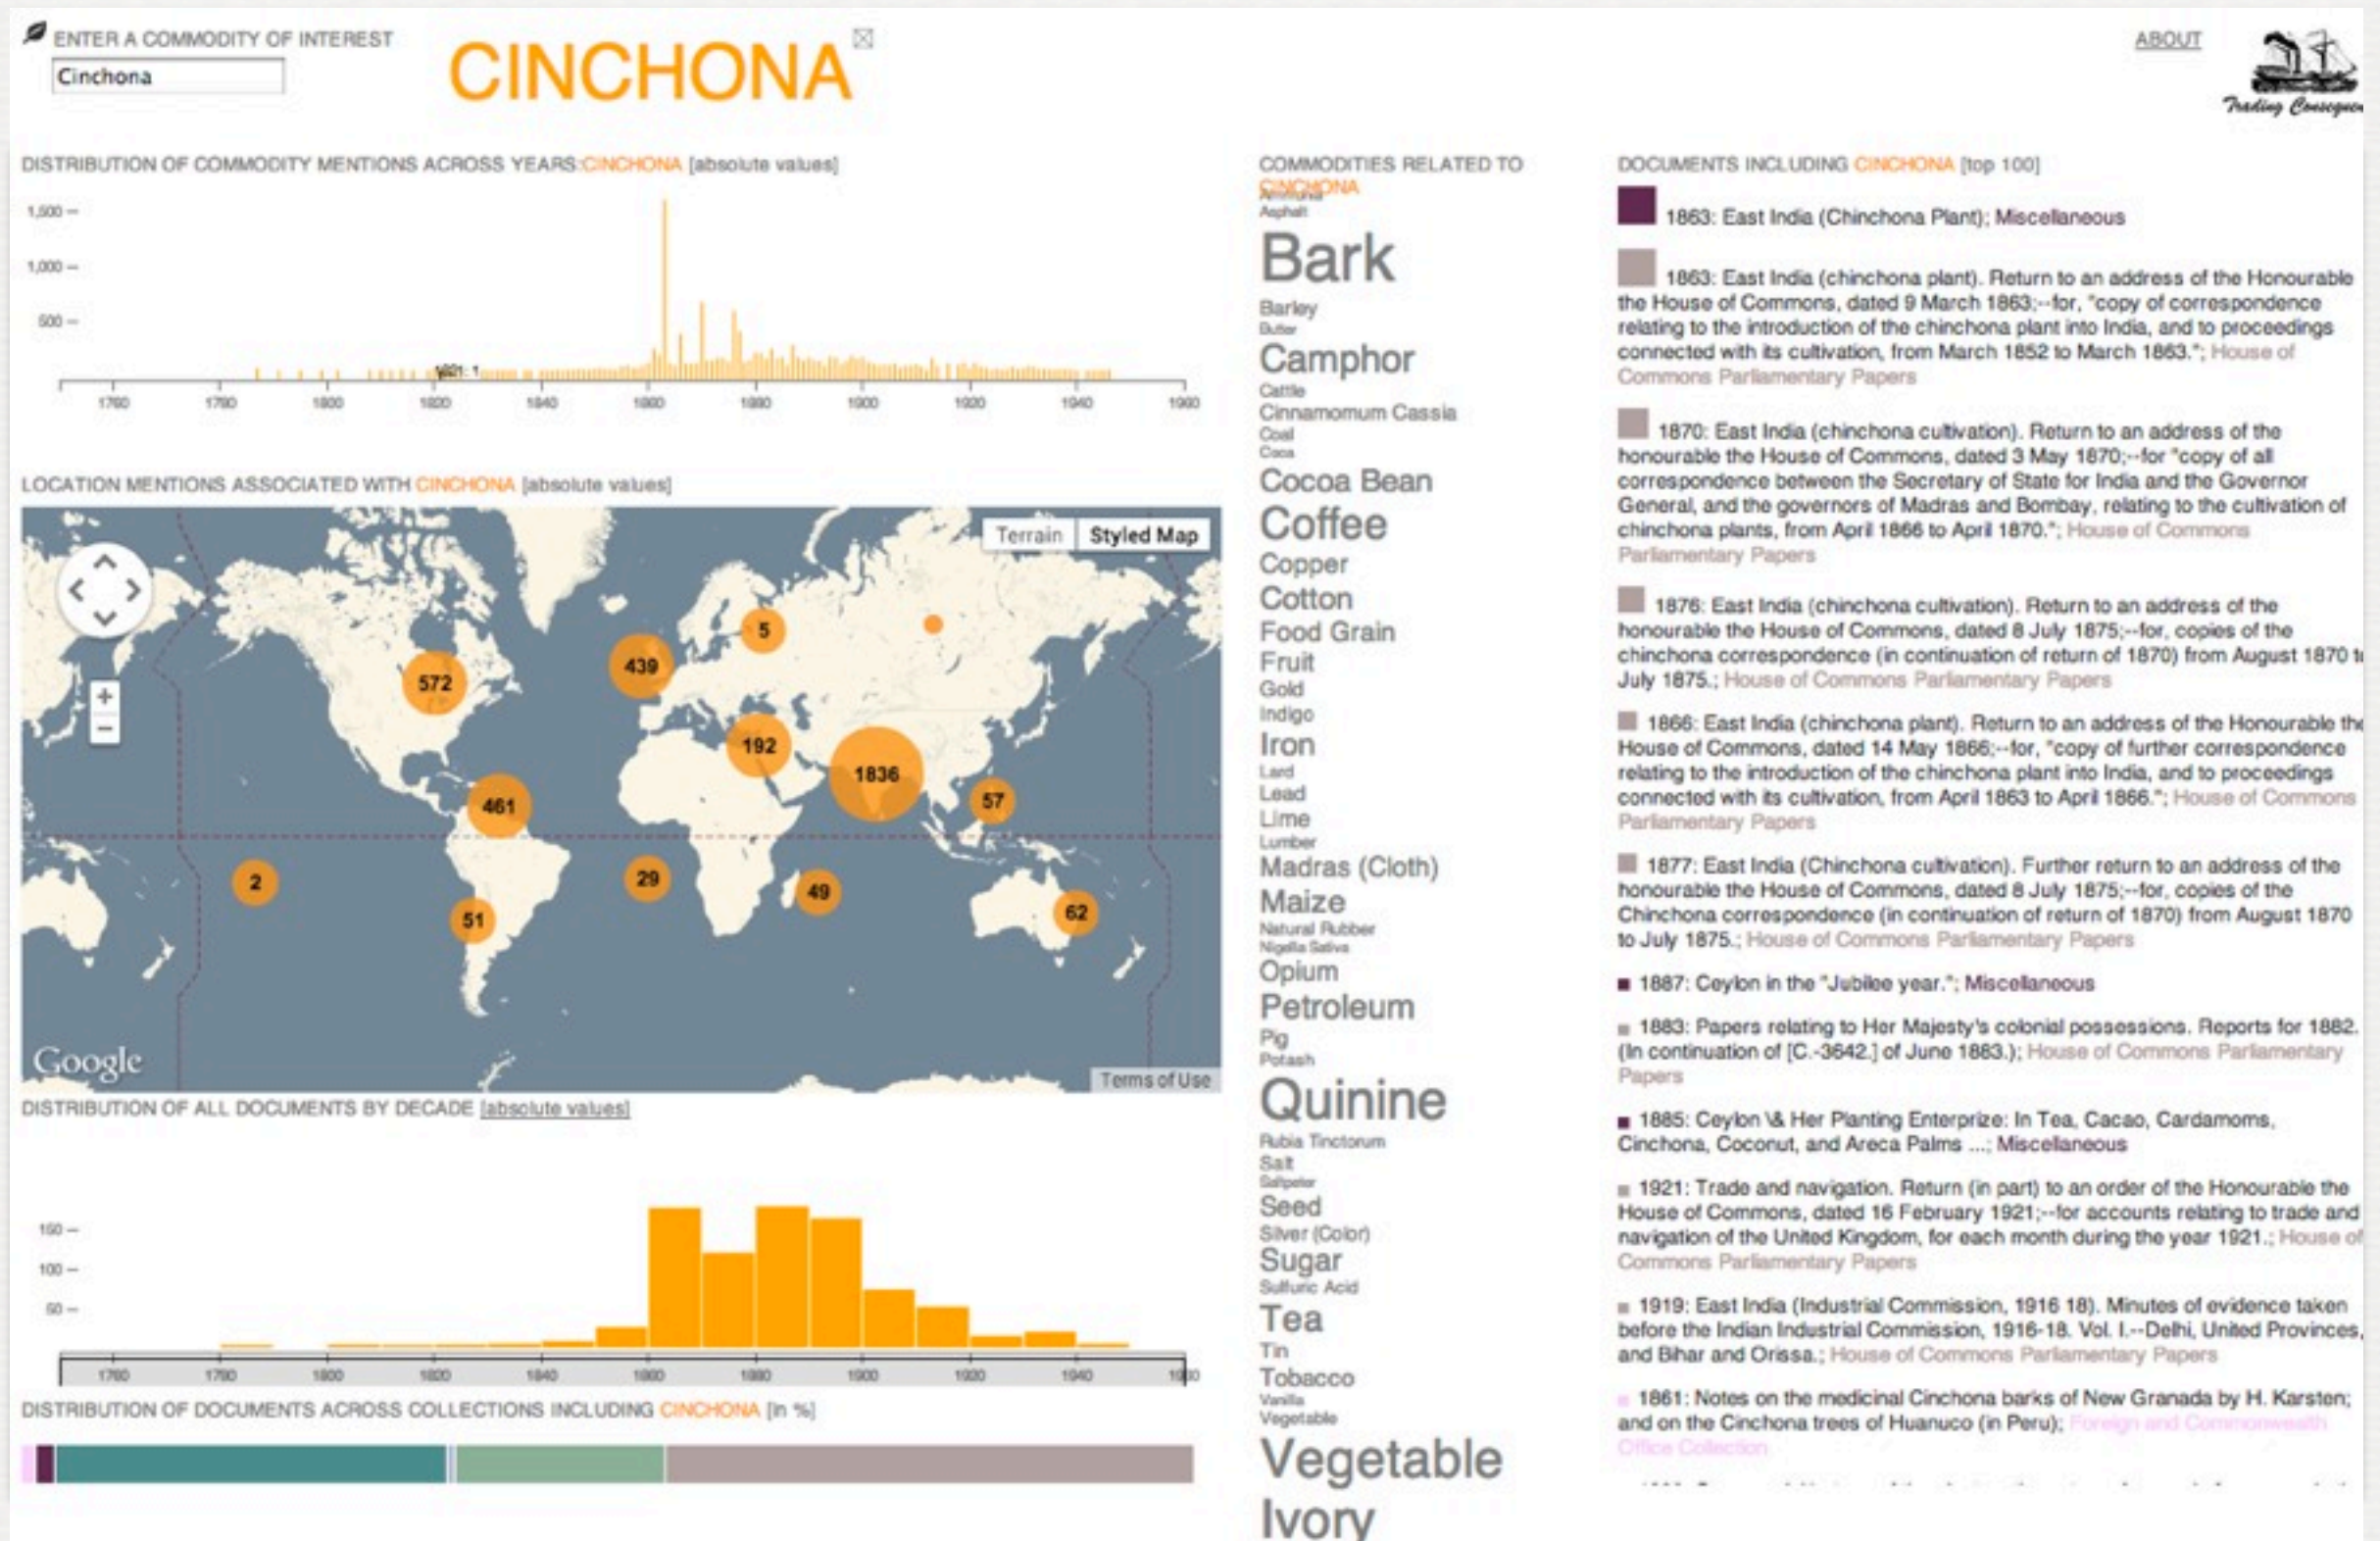 ENTER A COMMODITY OF INTEREST
Cinchona
CINCHONA
ABOUT
Trading
DISTRIBUTION OF COMMODITY MENTIONS ACROSS YEARS:CINCHONA [absolute values]
1,500
1,000
500
1760 1780 1800 1820 1840 1860 1880 1900 1920 1940 1960
LOCATION MENTIONS ASSOCIATED WITH CINCHONA [absolute values]
Terrain Styled Map
5
439
572
192
1836
461
57
2
29
49
51
62
Google
Terms of Use
DISTRIBUTION OF ALL DOCUMENTS BY DECADE [absolute values]
150
100
50
1760 1780 1800 1820 1840 1860 1880 1900 1920 1940
DISTRIBUTION OF DOCUMENTS ACROSS COLLECTIONS INCLUDING CINCHONA [in %]
COMMODITIES RELATED TO
CINCHONA
Asphalt
Bark
Barley
Butter
Camphor
Cattle
Cinnamomum Cassia
Coal
Coca
Cocoa Bean
Coffee
Copper
Cotton
Food Grain
Fruit
Gold
Indigo
Iron
Lard
Lead
Lime
Lumber
Madras (Cloth)
Maize
Natural Rubber
Nigella Sativa
Opium
Petroleum
Pig
Potash
Quinine
Rubia Tinctorum
Salt
Saltpeter
Seed
Silver (Color)
Sugar
Sulfuric Acid
Tea
Tin
Tobacco
Vanilla
Vegetable
Vegetable
Ivory
DOCUMENTS INCLUDING CINCHONA [top 100]
1863: East India (Chinchona Plant); Miscellaneous
1863: East India (chinchona plant). Return to an address of the Honourable
the House of Commons, dated 9 March 1863;--for, "copy of correspondence
relating to the introduction of the chinchona plant into India, and to proceedings
connected with its cultivation, from March 1852 to March 1863."; House of
Commons Parliamentary Papers
1870: East India (chinchona cultivation). Return to an address of the
honourable the House of Commons, dated 3 May 1870;--for "copy of all
correspondence between the Secretary of State for India and the Governor
General, and the governors of Madras and Bombay, relating to the cultivation of
chinchona plants, from April 1866 to April 1870."; House of Commons
Parliamentary Papers
1876: East India (chinchona cultivation). Return to an address of the
honourable the House of Commons, dated 8 July 1875;--for, copies of the
chinchona correspondence (in continuation of return of 1870) from August 1870
July 1875.; House of Commons Parliamentary Papers
1866: East India (chinchona plant). Return to an address of the Honourable the
House of Commons, dated 14 May 1866;--for, "copy of further correspondence
relating to the introduction of the chinchona plant into India, and to proceedings
connected with its cultivation, from April 1863 to April 1866."; House of Commons
Parliamentary Papers
1877: East India (Chinchona cultivation). Further return to an address of the
honourable the House of Commons, dated 8 July 1875;--for, copies of the
Chinchona correspondence (in continuation of return of 1870) from August 1870
to July 1875.; House of Commons Parliamentary Papers
1887: Ceylon in the "Jubilee year."; Miscellaneous
1883: Papers relating to Her Majesty's colonial possessions. Reports for 1882.
(In continuation of [C.-3642.] of June 1883.); House of Commons Parliamentary
Papers
1885: Ceylon \& Her Planting Enterprize: In Tea, Cacao, Cardamoms,
Cinchona, Coconut, and Areca Palms ...; Miscellaneous
1921: Trade and navigation. Return (in part) to an order of the Honourable the
House of Commons, dated 16 February 1921;--for accounts relating to trade and
navigation of the United Kingdom, for each month during the year 1921.; House of
Commons Parliamentary Papers
1919: East India (Industrial Commission, 1916 18). Minutes of evidence taken
before the Indian Industrial Commission, 1916-18. Vol. I.--Delhi, United Provinces,
and Bihar and Orissa.; House of Commons Parliamentary Papers
1861: Notes on the medicinal Cinchona barks of New Granada by H. Karsten;
and on the Cinchona trees of Huanuco (in Peru); Foreign and Commonwealth
Office Collection